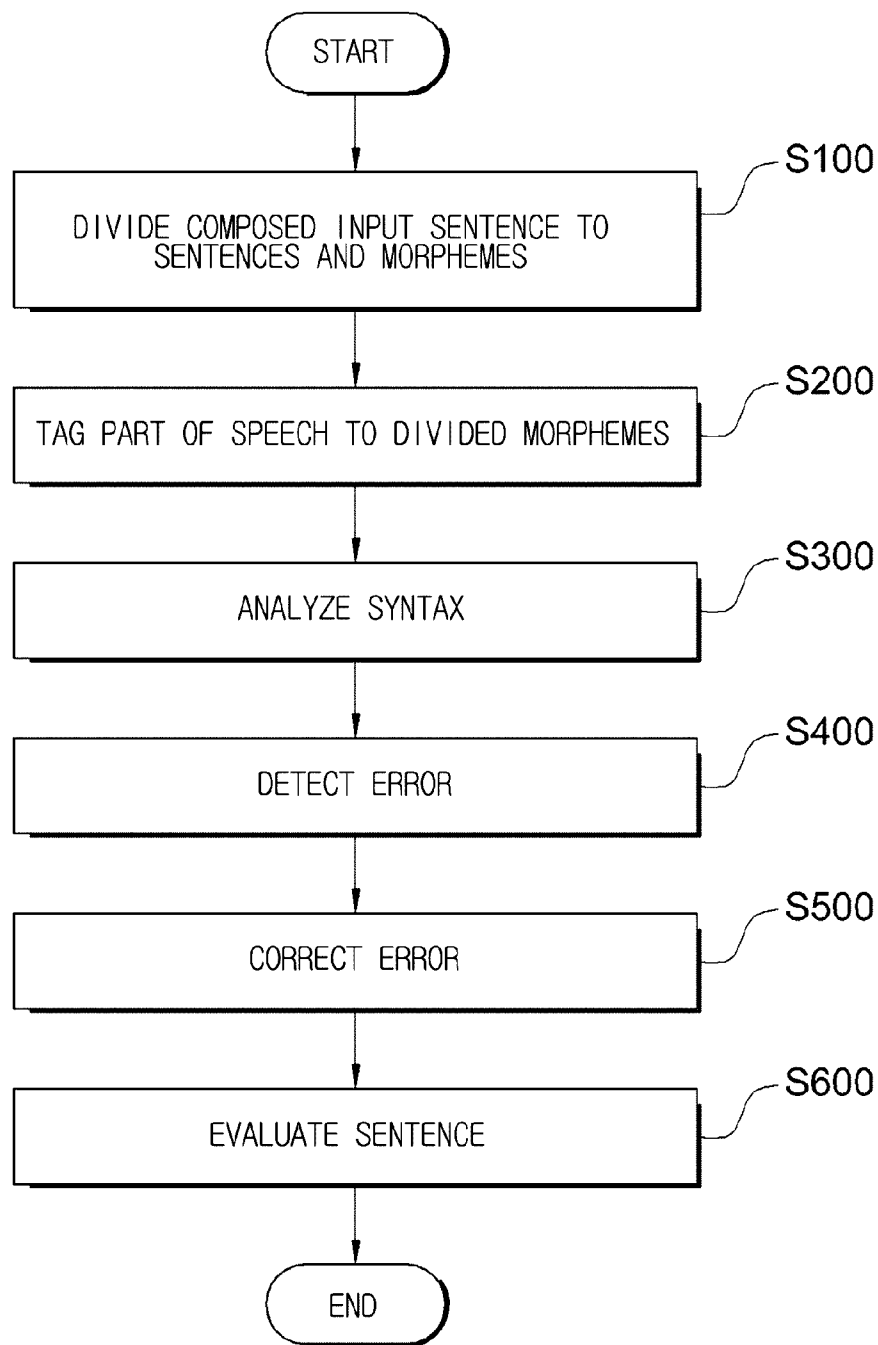 START
S100
DIVIDE COMPOSED INPUT SENTENCE TO
SENTENCES AND MORPHEMES
S200
TAG PART OF SPEECH TO DIVIDED MORPHEMES
S300
ANALYZE SYNTAX
S400
DETECT ERROR
S500
CORRECT ERROR
S600
EVALUATE SENTENCE
END